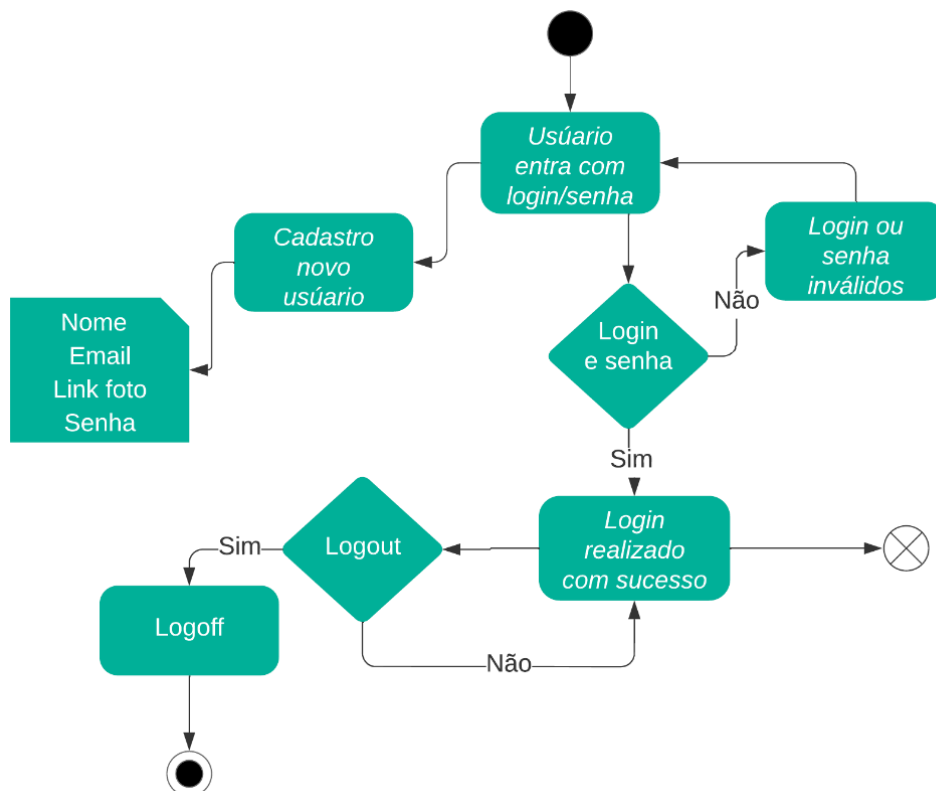 Usúario
entra com
login/senha
Cadastro
novo
usúario
Login ou
senha
inválidos
Não
Nome
Email
Link foto
Senha
Login
e senha
Sim
Logout
Sim
Login
realizado
com sucesso
Logoff
Não